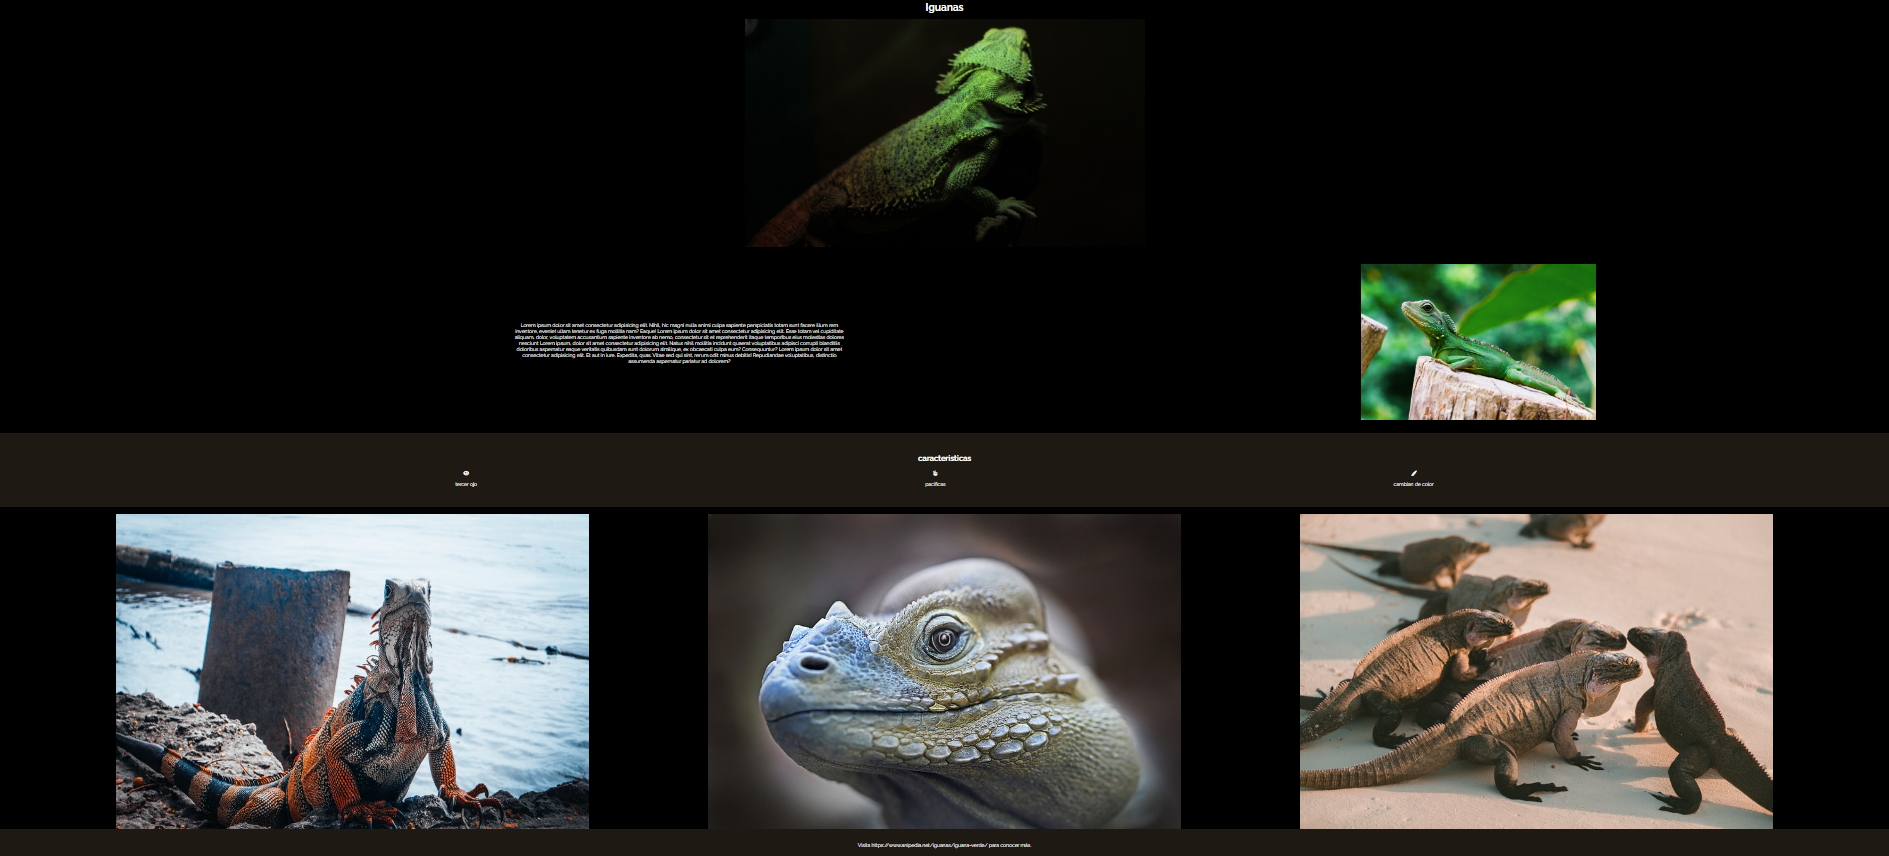 Iguanas
Lorem ipsum dolor sit amet consectetur adipisicing elit. Nihil, hic magni nulla animi culpa sapiente perspiciatis totam sunt facere illum rem
inventore, eveniet ullam tenetur ex fuga mollitia nam? Eaque! Lorem ipsum dolor sit amet consectetur adipisicing elit. Esse totam vel cupiditate
aliquam, dolor, voluptatem accusantium sapiente inventore ab nemo, consectetur sit et reprehenderit itaque temporibus eius molestias dolores
nesciunt Lorem ipsum, dolor sit amet consectetur adipisicing elit. Natus nihil mollitia incidunt quaerat voluptatibus adipisci corrupti blanditiis
doloribus aspernatur eaque veritatis quibusdam sunt dolorum similique, ex obcaecati culpa eum? Consequuntur? Lorem ipsum dolor sit amet
consectetur adipisicing elit. Et aut in iure. Expedita, quas. Vitae sed qui sint, rerum odit minus debitis! Repudiandae voluptatibus, distinctio
assumenda aspernatur pariatur ad dolorem?
caracteristicas
tercer ojo
pacificas
cambian de color
Visita https://www.anipedia.net/iguanas/iguana-verde/ para conocer más.